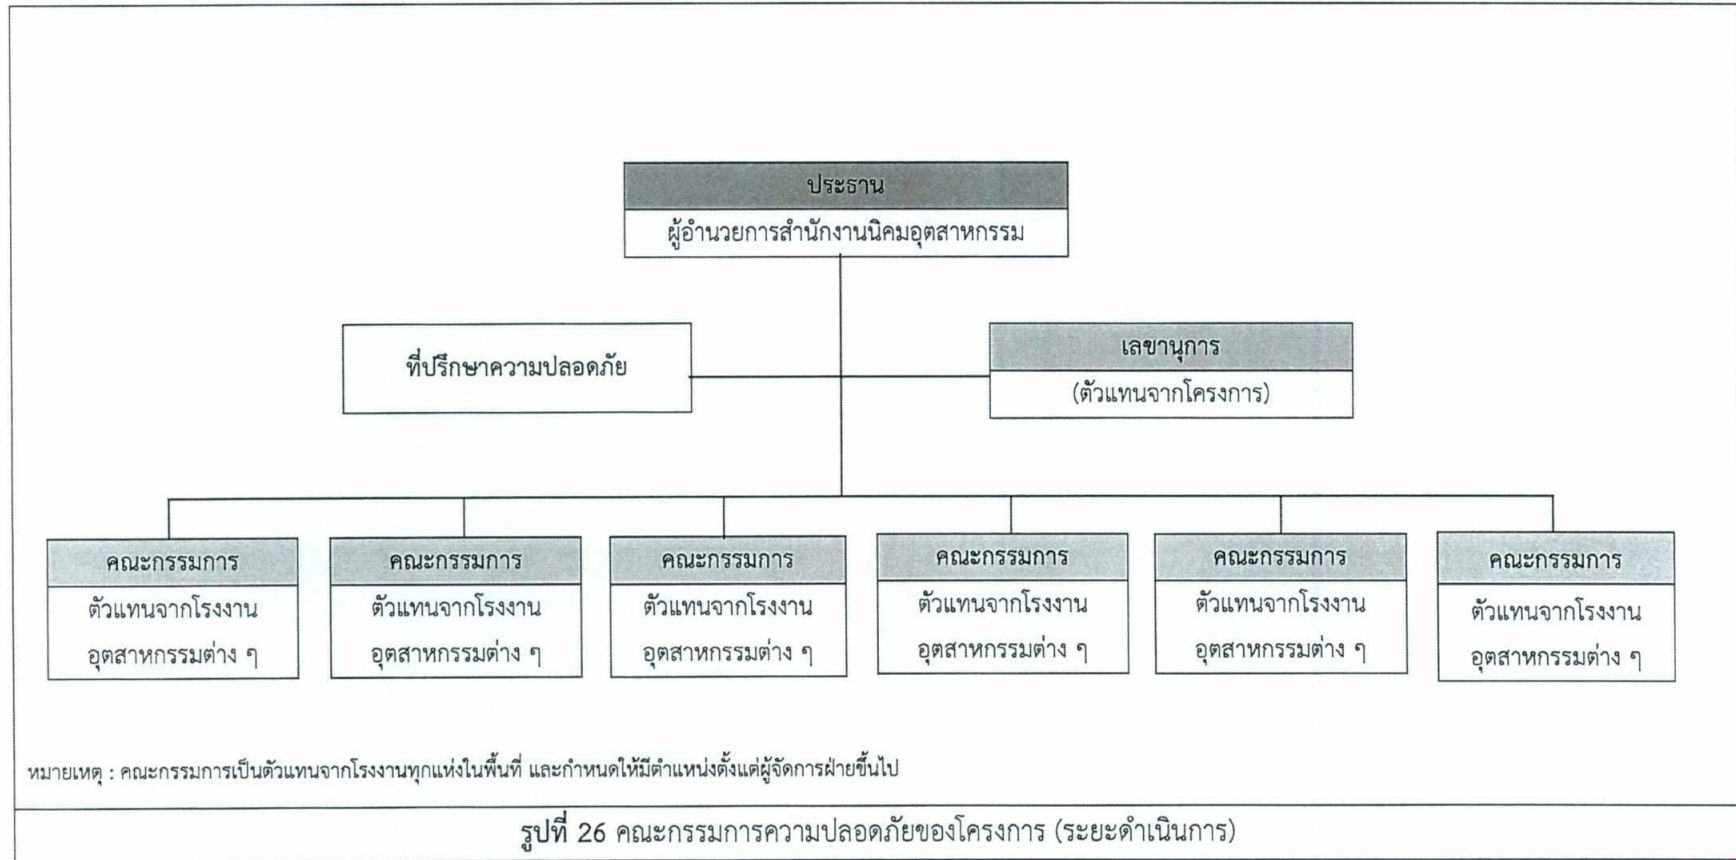 ประธาน
ผู้อำนวยการสำนักงานนิคมอุตสาหกรรม
ที่ปรึกษาความปลอดภัย
เลขานุการ
(ตัวแทนจากโครงการ)
คณะกรรมการ
ตัวแทนจากโรงงาน
อุตสาหกรรมต่าง ๆ
คณะกรรมการ
ตัวแทนจากโรงงาน
อุตสาหกรรมต่าง ๆ
คณะกรรมการ
ตัวแทนจากโรงงาน
อุตสาหกรรมต่าง ๆ
คณะกรรมการ
ตัวแทนจากโรงงาน
อุตสาหกรรมต่าง ๆ
คณะกรรมการ
ตัวแทนจากโรงงาน
อุตสาหกรรมต่าง ๆ
คณะกรรมการ
ตัวแทนจากโรงงาน
อุตสาหกรรมต่าง ๆ
หมายเหตุ : คณะกรรมการเป็นตัวแทนจากโรงงานทุกแห่งในพื้นที่ และกำหนดให้มีตำแหน่งตั้งแต่ผู้จัดการฝ่ายขึ้นไป
รูปที่ 26 คณะกรรมการความปลอดภัยของโครงการ (ระยะดำเนินการ)